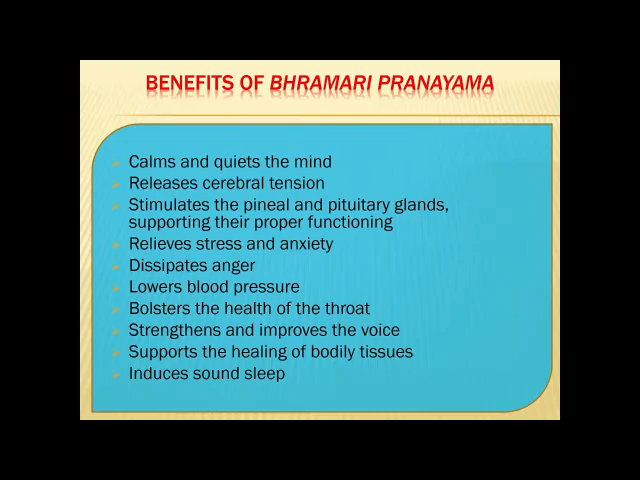 BENEFITS OF BHRAMARI PRANAYAMA
Calms and quiets the mind
Releases cerebral tension
Stimulates the pineal and pituitary glands,
supporting their proper functioning
Relieves stress and anxiety
Dissipates anger
Lowers blood pressure
Bolsters the health of the throat
Strengthens and improves the voice
Supports the healing of bodily tissues
Induces sound sleep